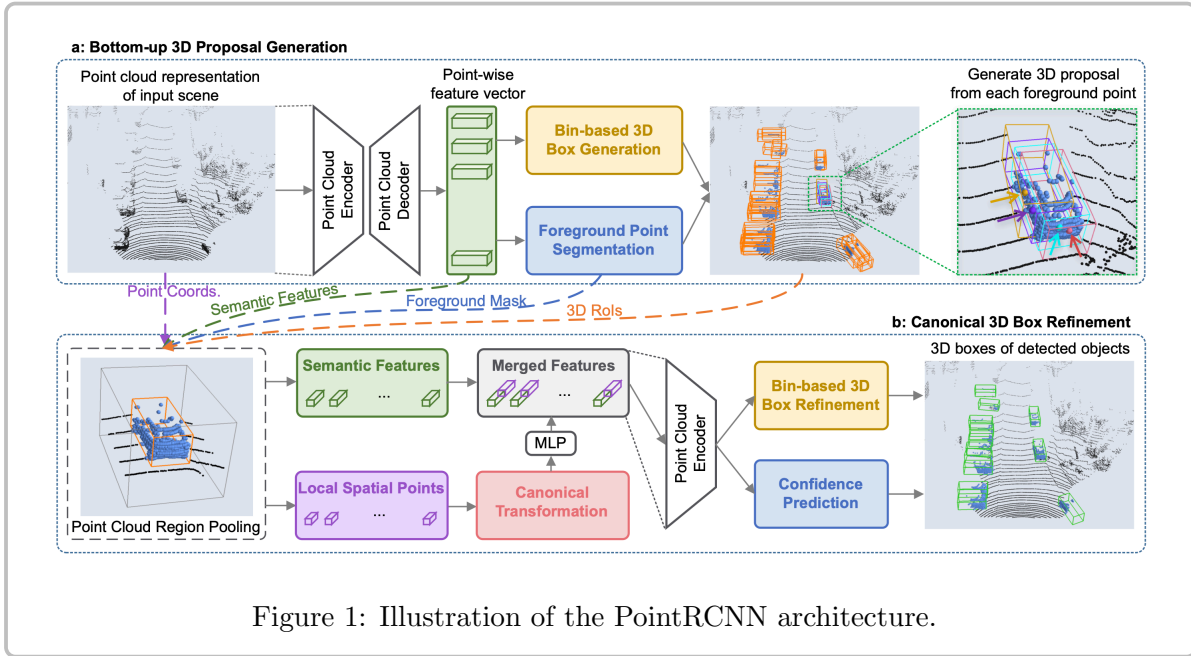 a: Bottom-up 3D Proposal Generation
Point cloud representation
of input scene
Point-wise
feature vector
Generate 3D proposal
from each foreground point
Point Cloud
Encoder
Point Cloud
Decoder
Bin-based 3D
Box Generation
Foreground Point
Segmentation
Point Coords.
Semantic Features
Foreground Mask
3D RoIs
b: Canonical 3D Box Refinement
Point Cloud Region Pooling
Semantic Features
...
Merged Features
...
MLP
Local Spatial Points
...
Canonical
Transformation
Point Cloud
Encoder
Bin-based 3D
Box Refinement
Confidence
Prediction
3D boxes of detected objects
Figure 1: Illustration of the PointRCNN architecture.